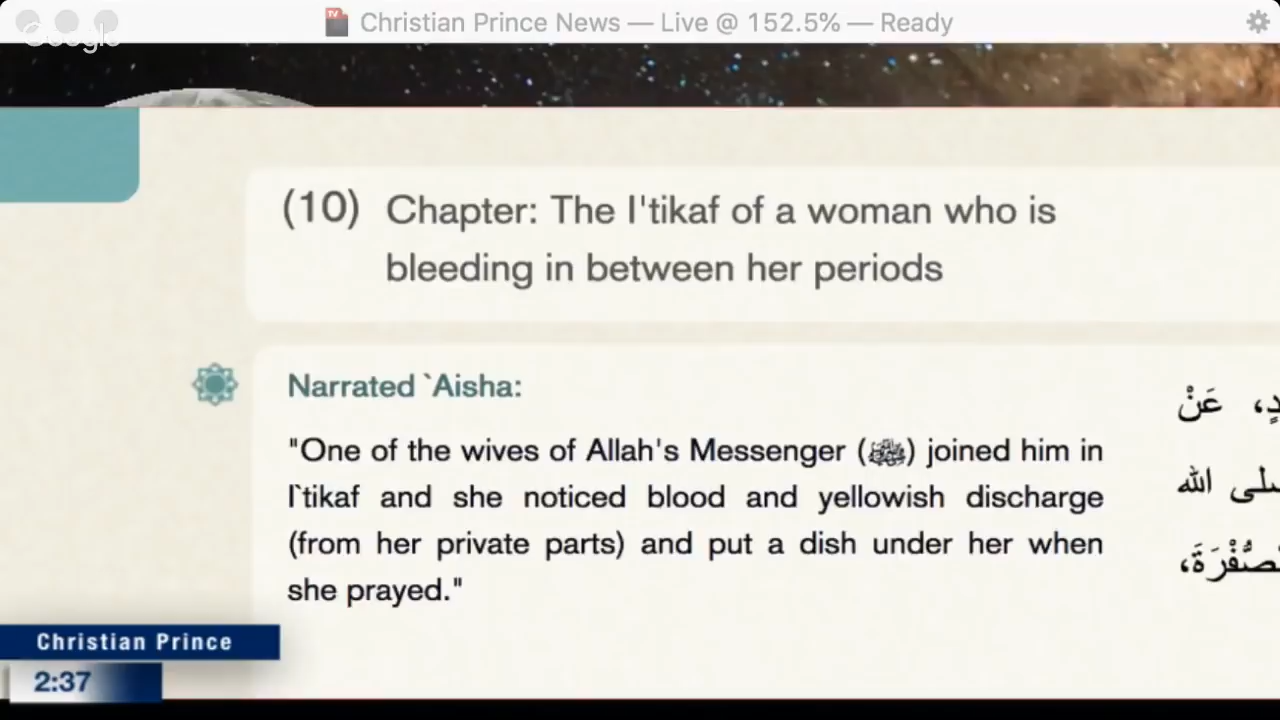 Google
Christian Prince News — Live @ 152.5% — Ready
(10) Chapter: The I'tikaf of a woman who is
bleeding in between her periods
Narrated `Aisha:
"One of the wives of Allah's Messenger (ﷺ) joined him in
I`tikaf and she noticed blood and yellowish discharge
(from her private parts) and put a dish under her when
she prayed."
عَنْ
الله
Christian Prince
2:37